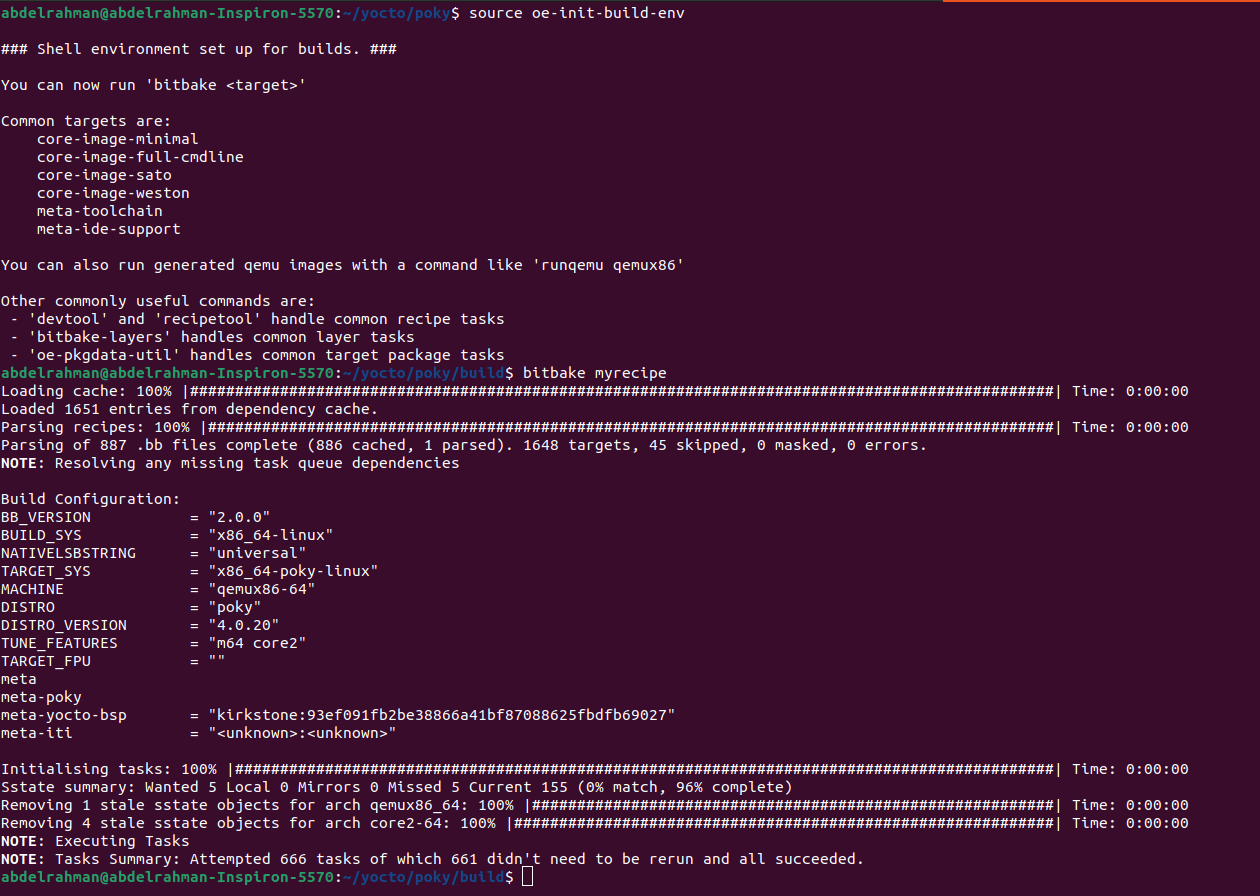 abdelrahman@abdelrahman-Inspiron-5570:~/yocto/poky$ source oe-init-build-env
### Shell environment set up for builds. ###
You can now run 'bitbake <target>'
Common targets are:
    core-image-minimal
    core-image-full-cmdline
    core-image-sato
    core-image-weston
    meta-toolchain
    meta-ide-support
You can also run generated qemu images with a command like 'runqemu qemux86'
Other commonly useful commands are:
 - 'devtool' and 'recipetool' handle common recipe tasks
 - 'bitbake-layers' handles common layer tasks
 - 'oe-pkgdata-util' handles common target package tasks
abdelrahman@abdelrahman-Inspiron-5570:~/yocto/poky/build$ bitbake myrecipe
Loading cache: 100% |################################################################################################| Time: 0:00:00
Loaded 1651 entries from dependency cache.
Parsing recipes: 100% |##############################################################################################| Time: 0:00:00
Parsing of 887 .bb files complete (886 cached, 1 parsed). 1648 targets, 45 skipped, 0 masked, 0 errors.
NOTE: Resolving any missing task queue dependencies
Build Configuration:
BB_VERSION           = "2.0.0"
BUILD_SYS            = "x86_64-linux"
NATIVELSBSTRING      = "universal"
TARGET_SYS           = "x86_64-poky-linux"
MACHINE              = "qemux86-64"
DISTRO               = "poky"
DISTRO_VERSION       = "4.0.20"
TUNE_FEATURES        = "m64 core2"
TARGET_FPU           = ""
meta
meta-poky
meta-yocto-bsp       = "kirkstone:93ef091fb2be38866a41bf87088625fbdfb69027"
meta-iti             = "<unknown>:<unknown>"
Initialising tasks: 100% |###########################################################################################| Time: 0:00:00
Sstate summary: Wanted 5 Local 0 Mirrors 0 Missed 5 Current 155 (0% match, 96% complete)
Removing 1 stale sstate objects for arch qemux86_64: 100% |##########################################################| Time: 0:00:00
Removing 4 stale sstate objects for arch core2-64: 100% |############################################################| Time: 0:00:00
NOTE: Executing Tasks
NOTE: Tasks Summary: Attempted 666 tasks of which 661 didn't need to be rerun and all succeeded.
abdelrahman@abdelrahman-Inspiron-5570:~/yocto/poky/build$